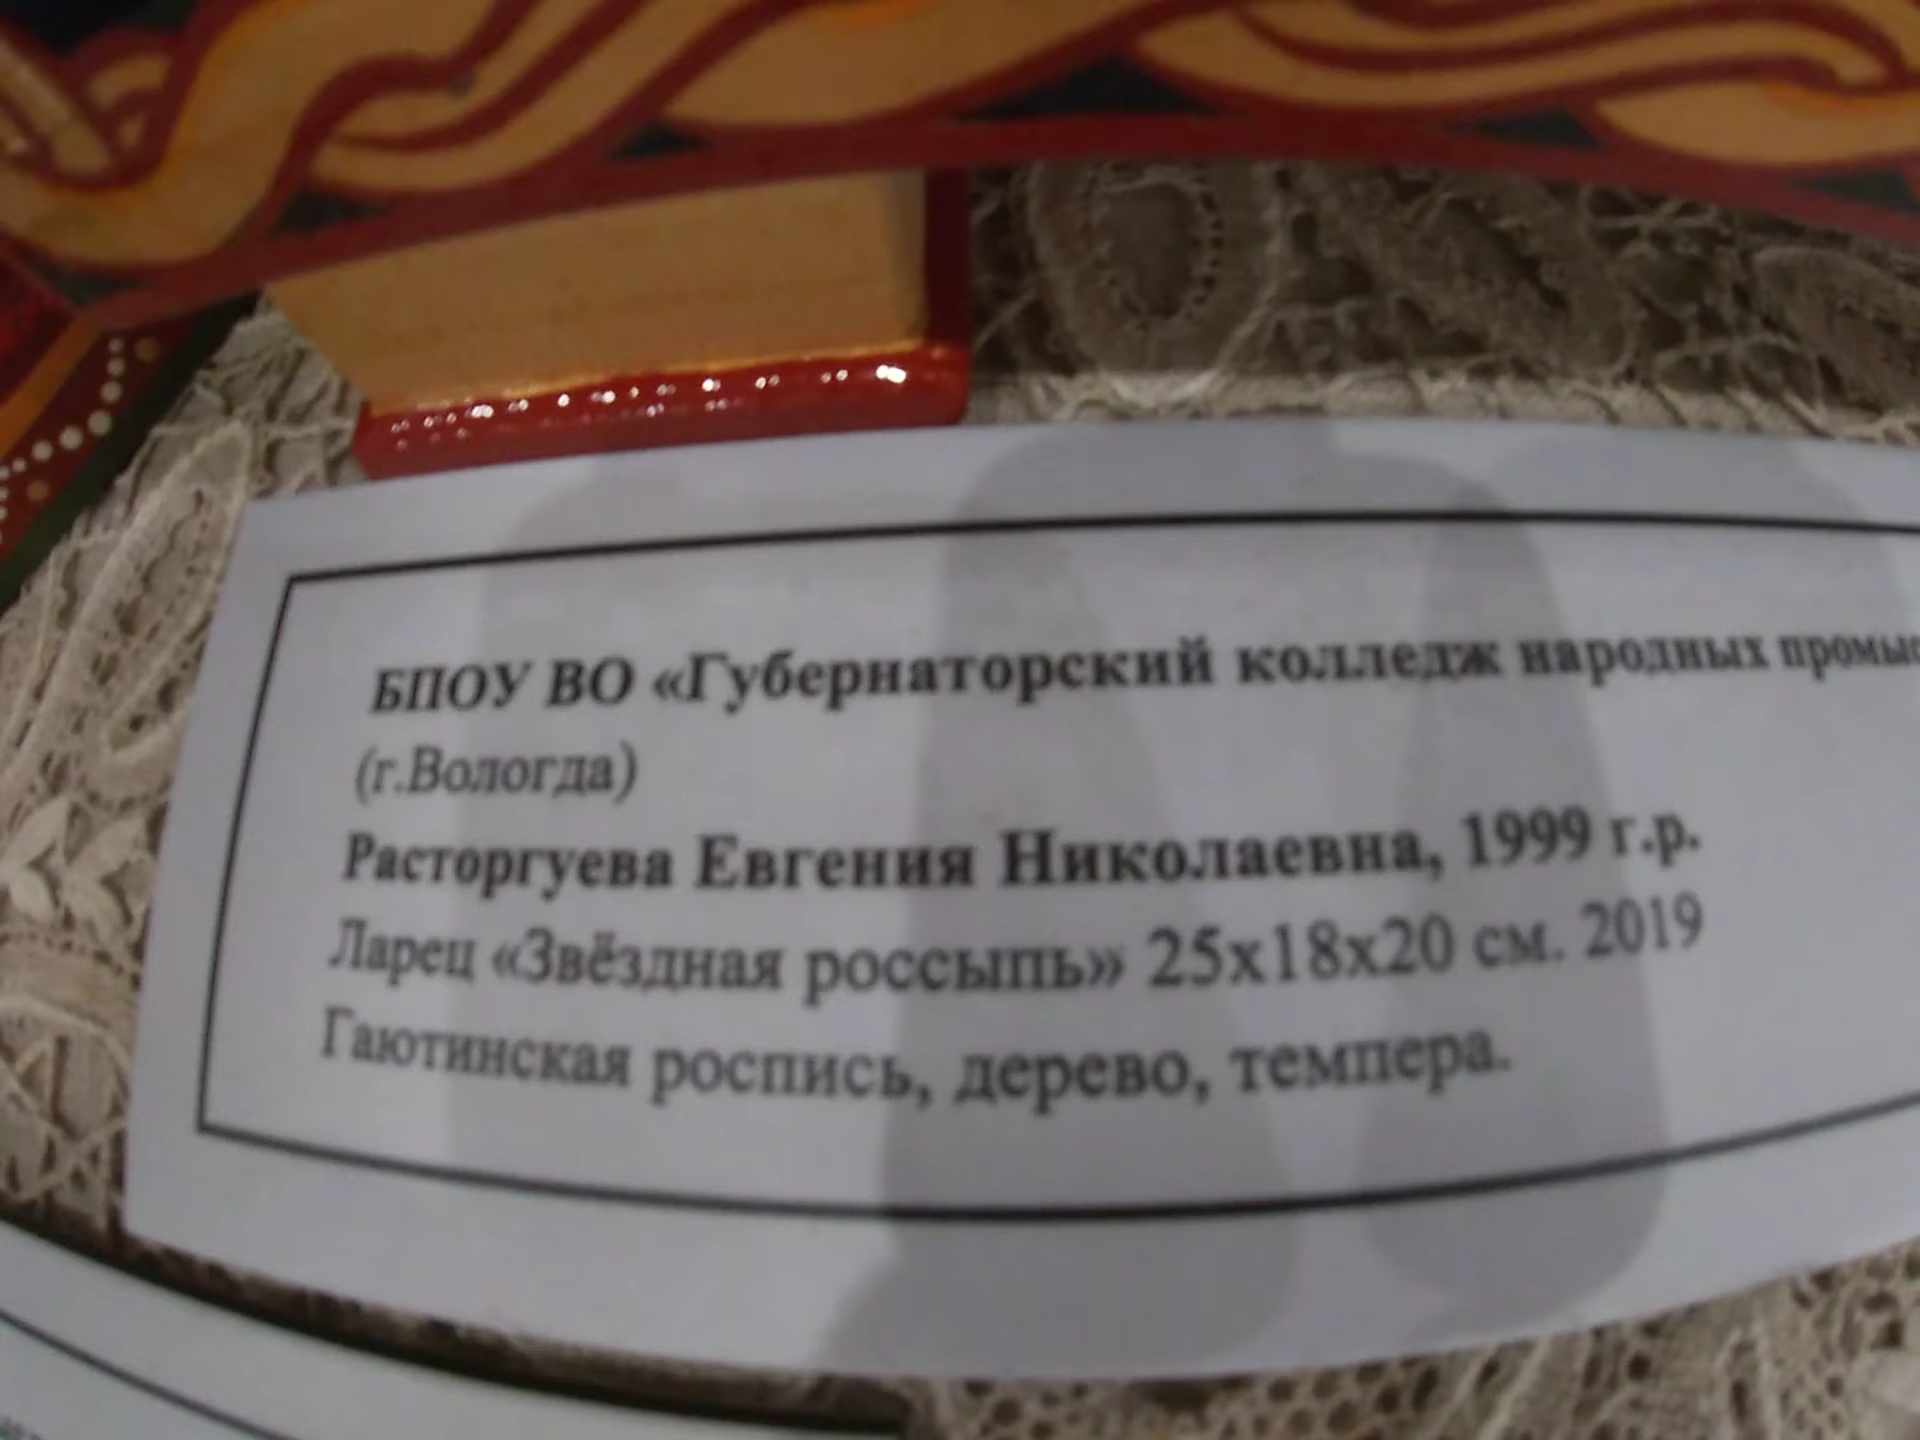 БПОУ ВО «Губернаторский колледж народных промыс
(г.Вологда)
Расторгуева Евгения Николаевна, 1999 г.р.
Ларец «Звёздная россыпь» 25х18х20 см. 2019
Гаютинская роспись, дерево, темпера.